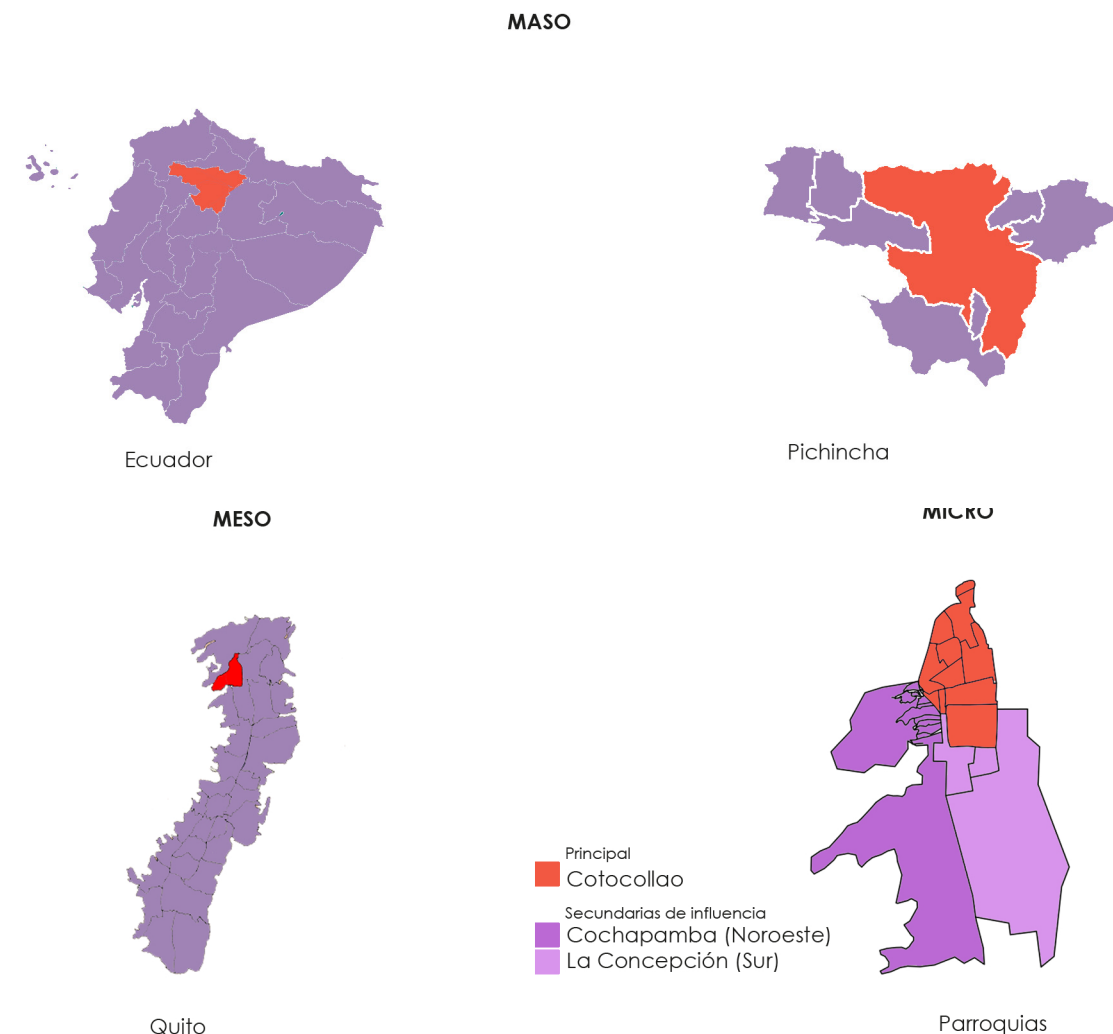 MASO
Ecuador
Pichincha
MESO
MICRO
Principal
Cotocollao
Secundarias de influencia
Cochapamba (Noroeste)
La Concepción (Sur)
Quito
Parroquias